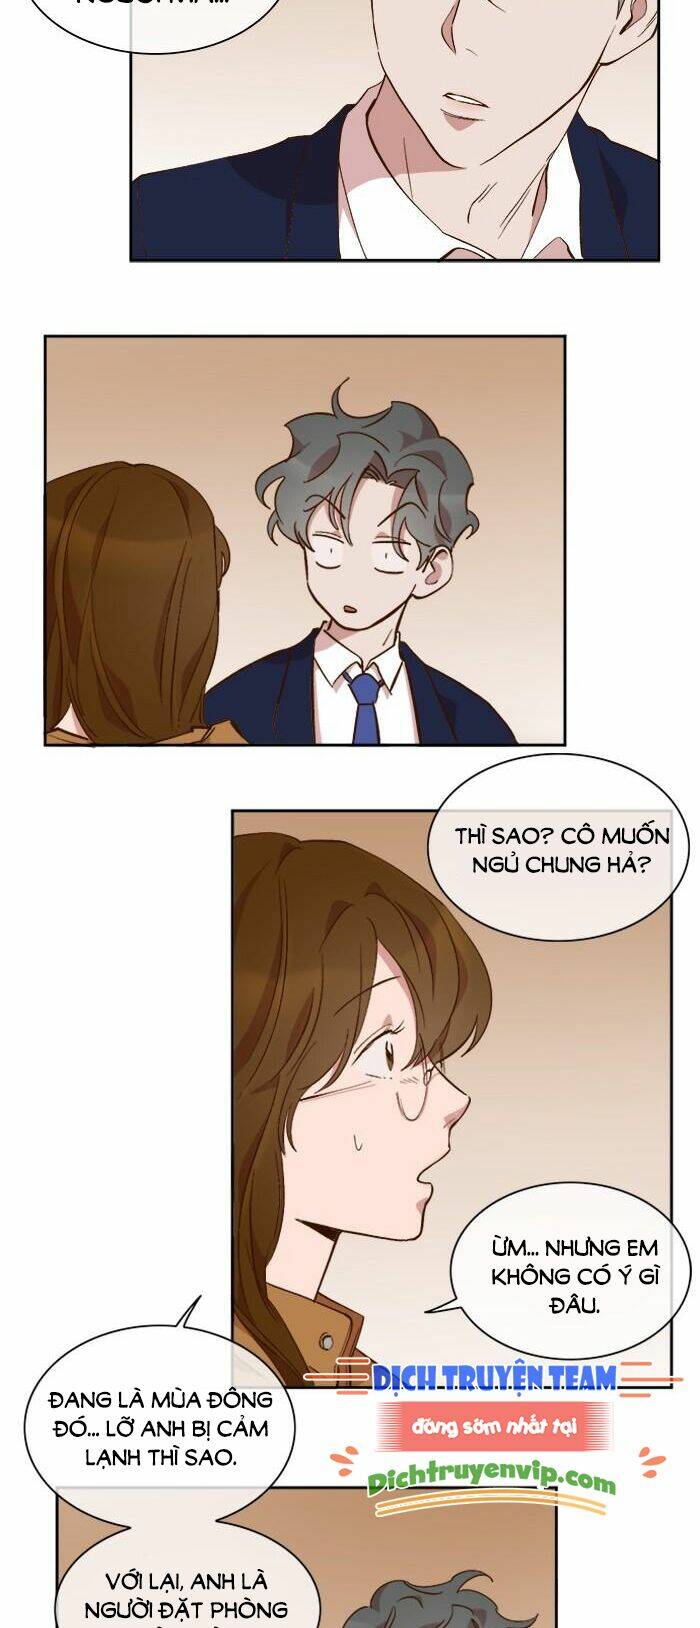 THÌ SAO? CÔ MUỐN
NGỦ CHUNG HẢ?
ỪM... NHƯNG EM
KHÔNG CÓ Ý GÌ
ĐÂU.
ĐANG LÀ MÙA ĐÔNG
ĐÓ... LỠ ANH BỊ CẢM
LẠNH THÌ SAO.
DỊCH TRUYỆN TEAM
đăng sớm nhất tại
Dichtruyenvip.com
VỚI LẠI, ANH LÀ
NGƯỜI ĐẶT PHÒNG